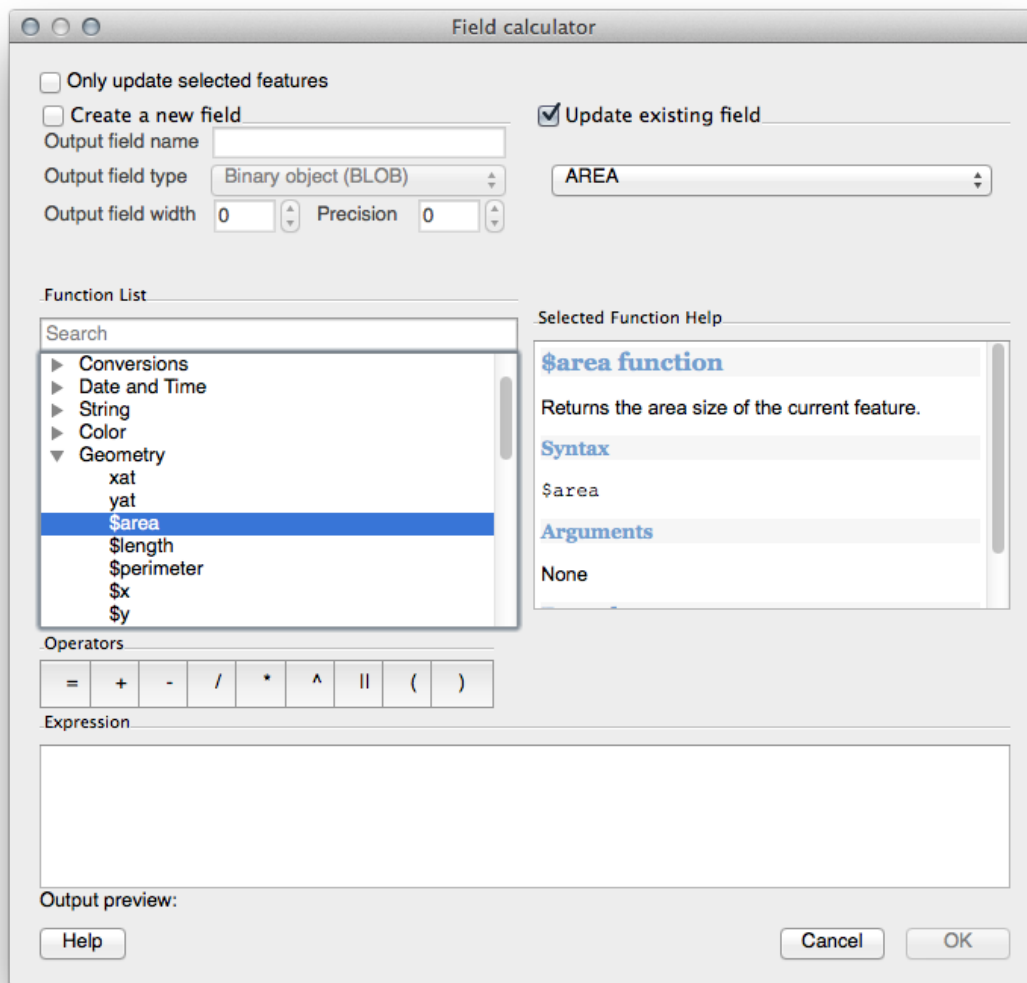 Field calculator
Only update selected features
Create a new field
Output field name
Output field type Binary object (BLOB)
Output field width 0 Precision 0
Update existing field
AREA
Function List
Search
Conversions
Date and Time
String
Color
Geometry
xat
yat
$area
$length
$perimeter
$x
$y
Selected Function Help
$area function
Returns the area size of the current feature.
Syntax
$area
Arguments
None
Operators
= + - / * ^ || ( )
Expression
Output preview:
Help Cancel OK